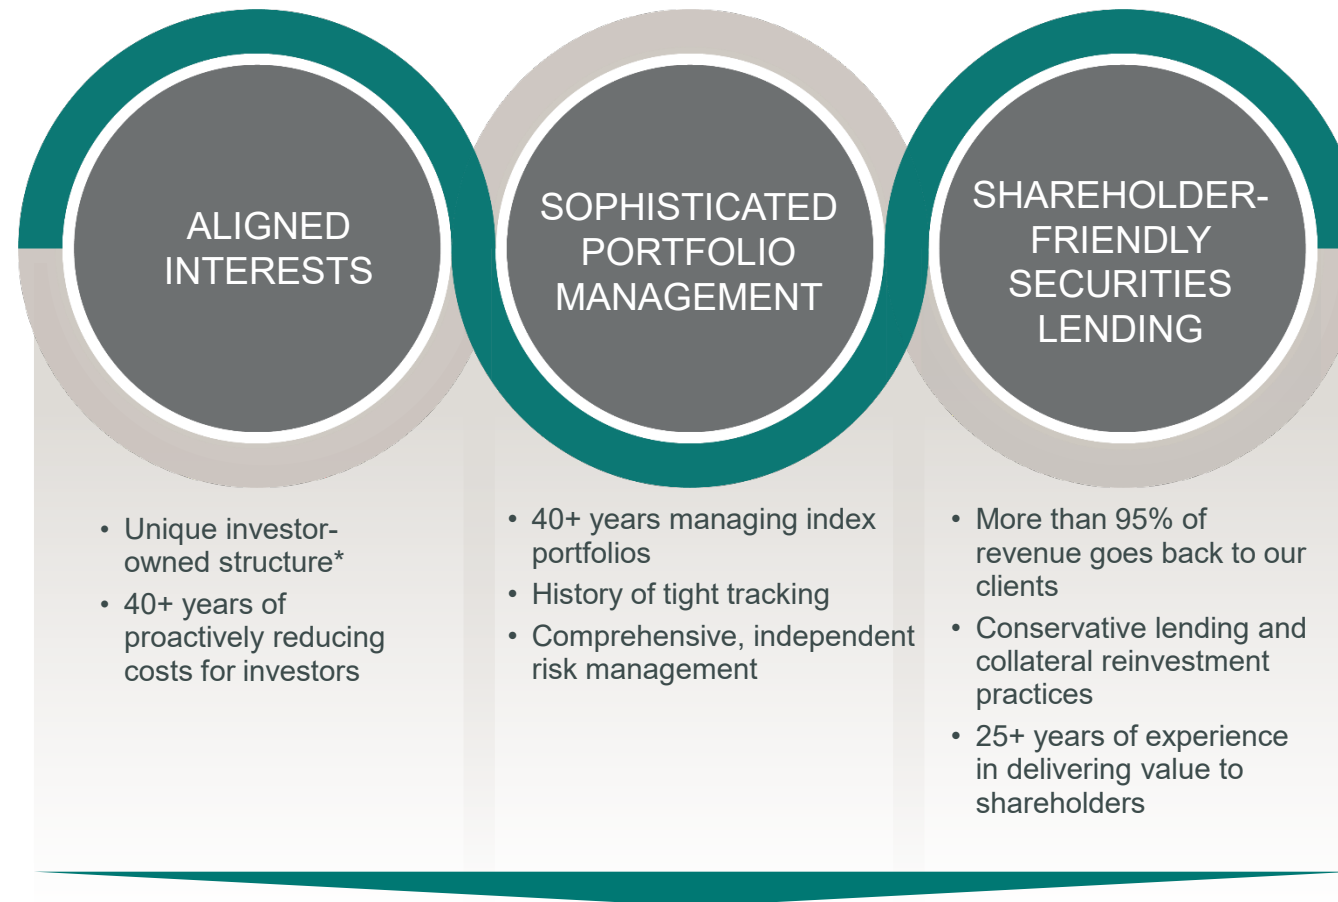 ALIGNED
INTERESTS
• Unique investor-
owned structure*
• 40+ years of
proactively reducing
costs for investors
SOPHISTICATED
PORTFOLIO
MANAGEMENT
• 40+ years managing index
portfolios
• History of tight tracking
• Comprehensive, independent
risk management
SHAREHOLDER-
FRIENDLY
SECURITIES
LENDING
• More than 95% of
revenue goes back to our
clients
• Conservative lending and
collateral reinvestment
practices
• 25+ years of experience
in delivering value to
shareholders